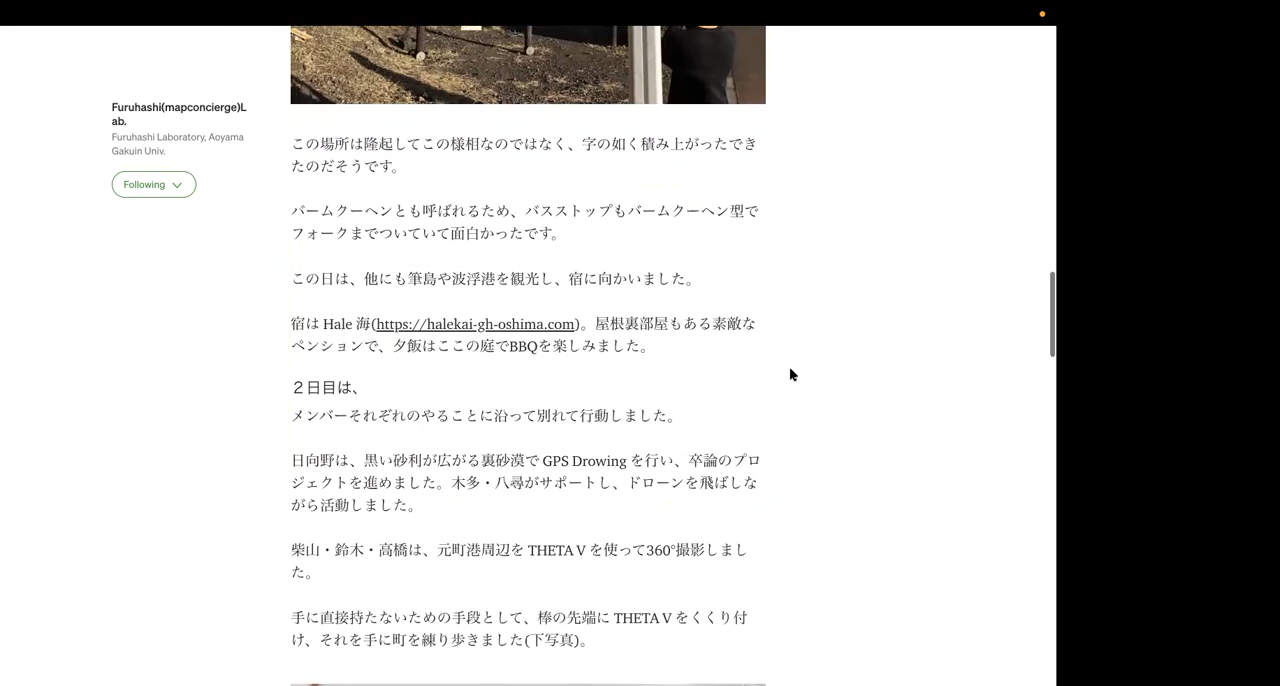 Furuhashi(mapconcierge)L
ab.
Furuhashi Laboratory, Aoyama
Gakuin Univ.
Following
この場所は隆起してこの様相なのではなく、字の如く積み上がってでき
たのだそうです。
バームクーヘンとも呼ばれるため、バスストップもバームクーヘン型で
フォークまでついていて面白かったです。
この日は、他にも筆島や波浮港を観光し、宿に向かいました。
宿は Hale 海(https://halekai-gh-oshima.com)。屋根裏部屋もある素敵な
ペンションで、夕飯はここの庭でBBQを楽しみました。
２日目は、
メンバーそれぞれのやることに沿って別れて行動しました。
日向野は、黒い砂利が広がる裏砂漠で GPS Drowing を行い、卒論のプロ
ジェクトを進めました。木多・八尋がサポートし、ドローンを飛ばしな
がら活動しました。
柴山・鈴木・高橋は、元町港周辺を THETA V を使って360°撮影しまし
た。
手に直接持たないための手段として、棒の先端に THETA V をくくり付
け、それを手に町を練り歩きました(下写真)。